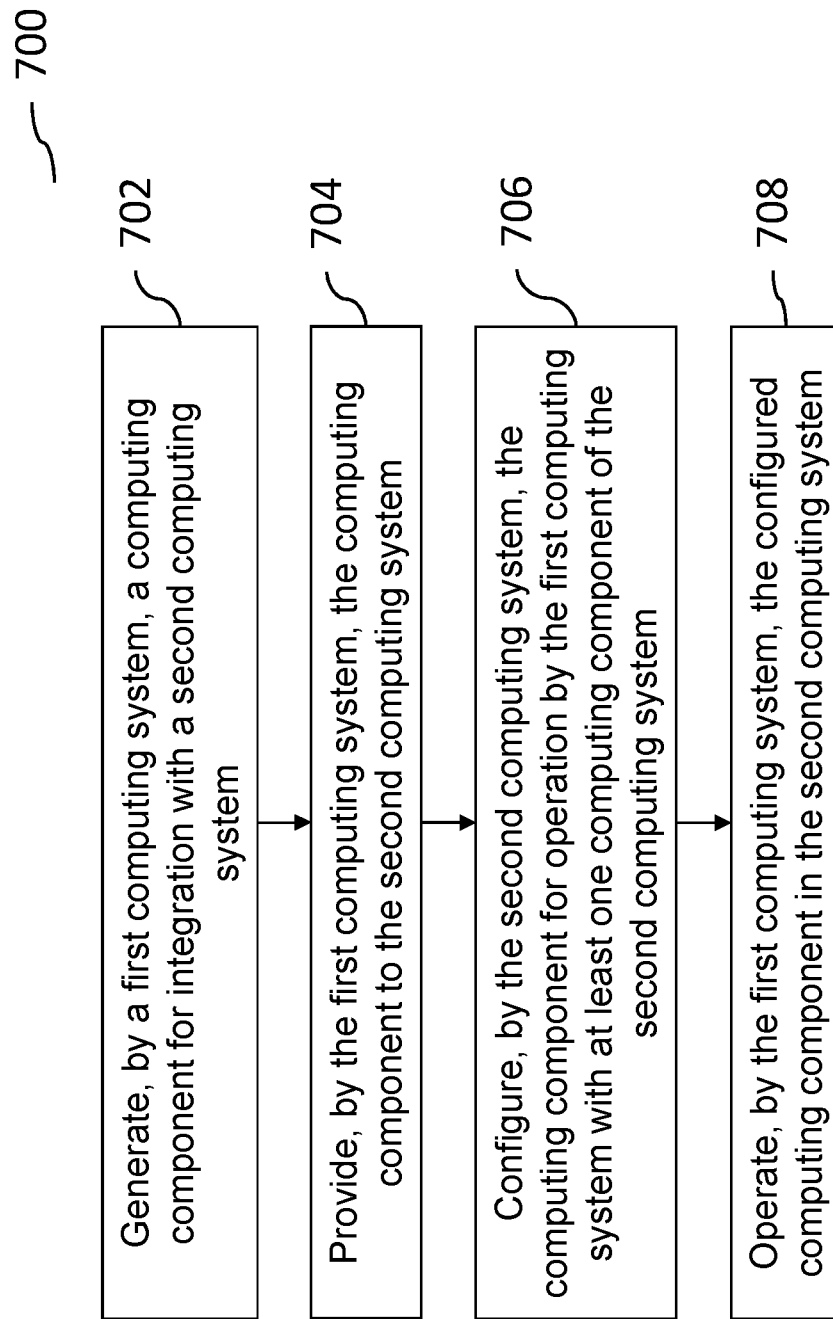 700
702
Generate, by a first computing system, a computing
component for integration with a second computing
system
704
Provide, by the first computing system, the computing
component to the second computing system
706
Configure, by the second computing system, the
computing component for operation by the first computing
system with at least one computing component of the
second computing system
708
Operate, by the first computing system, the configured
computing component in the second computing system